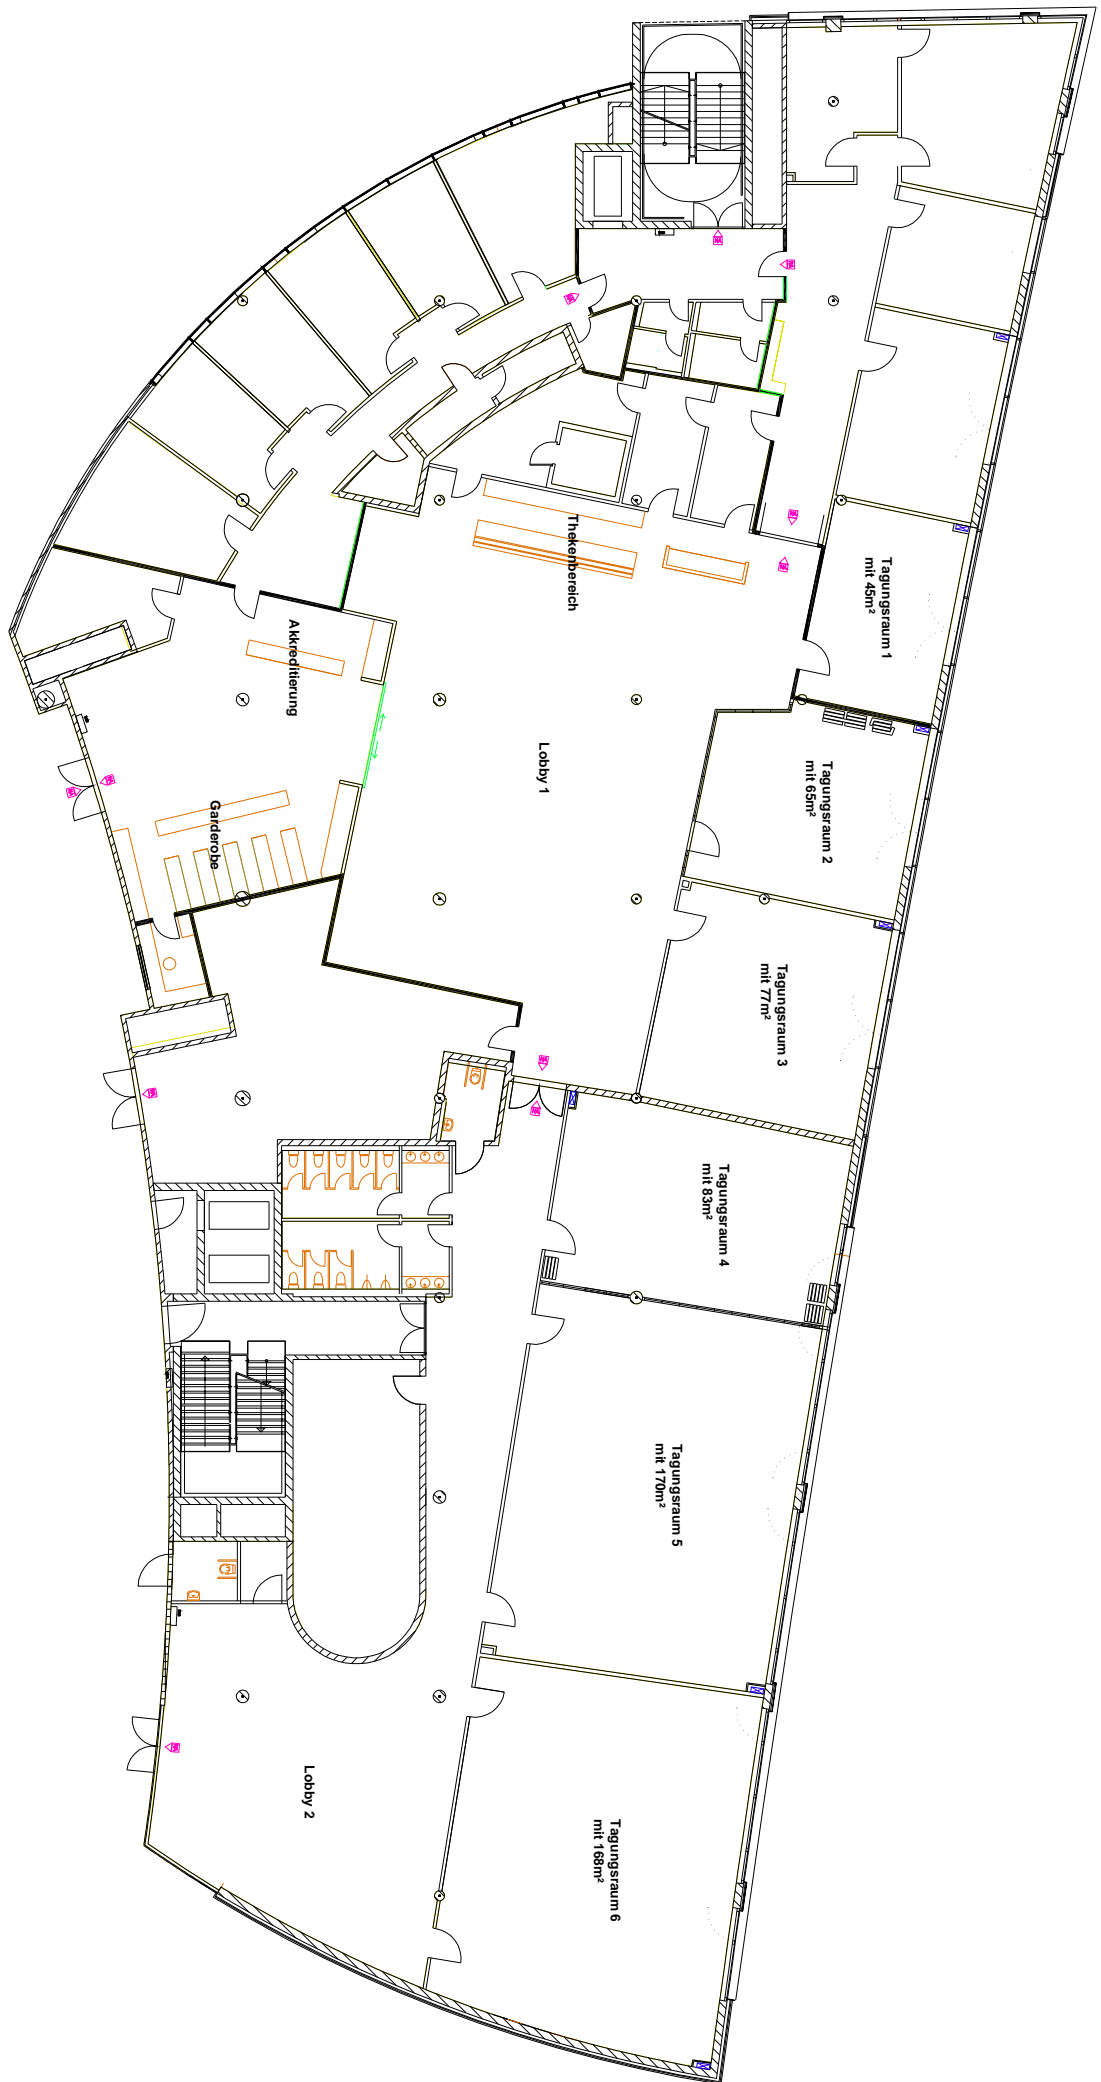 Tagungsraum 1
mit 45m²
Thekenbereich
Akkreditierung
Lobby 1
Tagungsraum 2
mit 65m²
Garderobe
Tagungsraum 3
mit 77m²
Tagungsraum 4
mit 83m²
Tagungsraum 5
mit 170m²
Lobby 2
Tagungsraum 6
mit 168m²